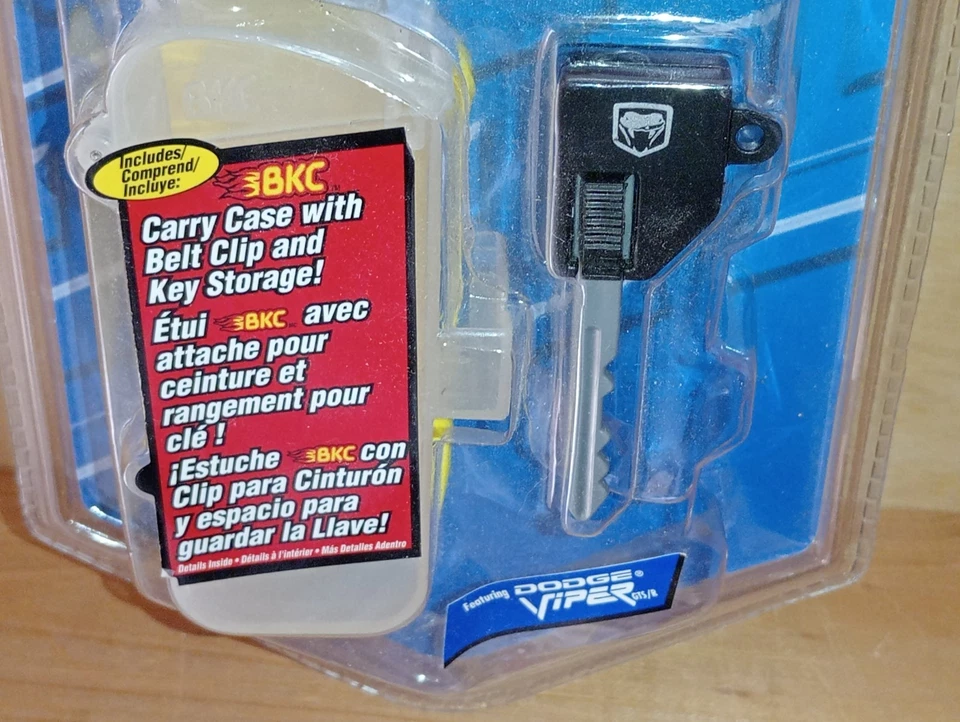 BKC
Includes/
Comprend/
Incluye:
BKC™
Carry Case with
Belt Clip and
Key Storage!
Étui BKC avec
attache pour
ceinture et
rangement pour
clé !
¡Estuche BKC con
Clip para Cinturón
y espacio para
guardar la Llave!
Details Inside • Détails à l'intérier • Más Detalles Adentro
Featuring DODGE®
VIPER GTS/R